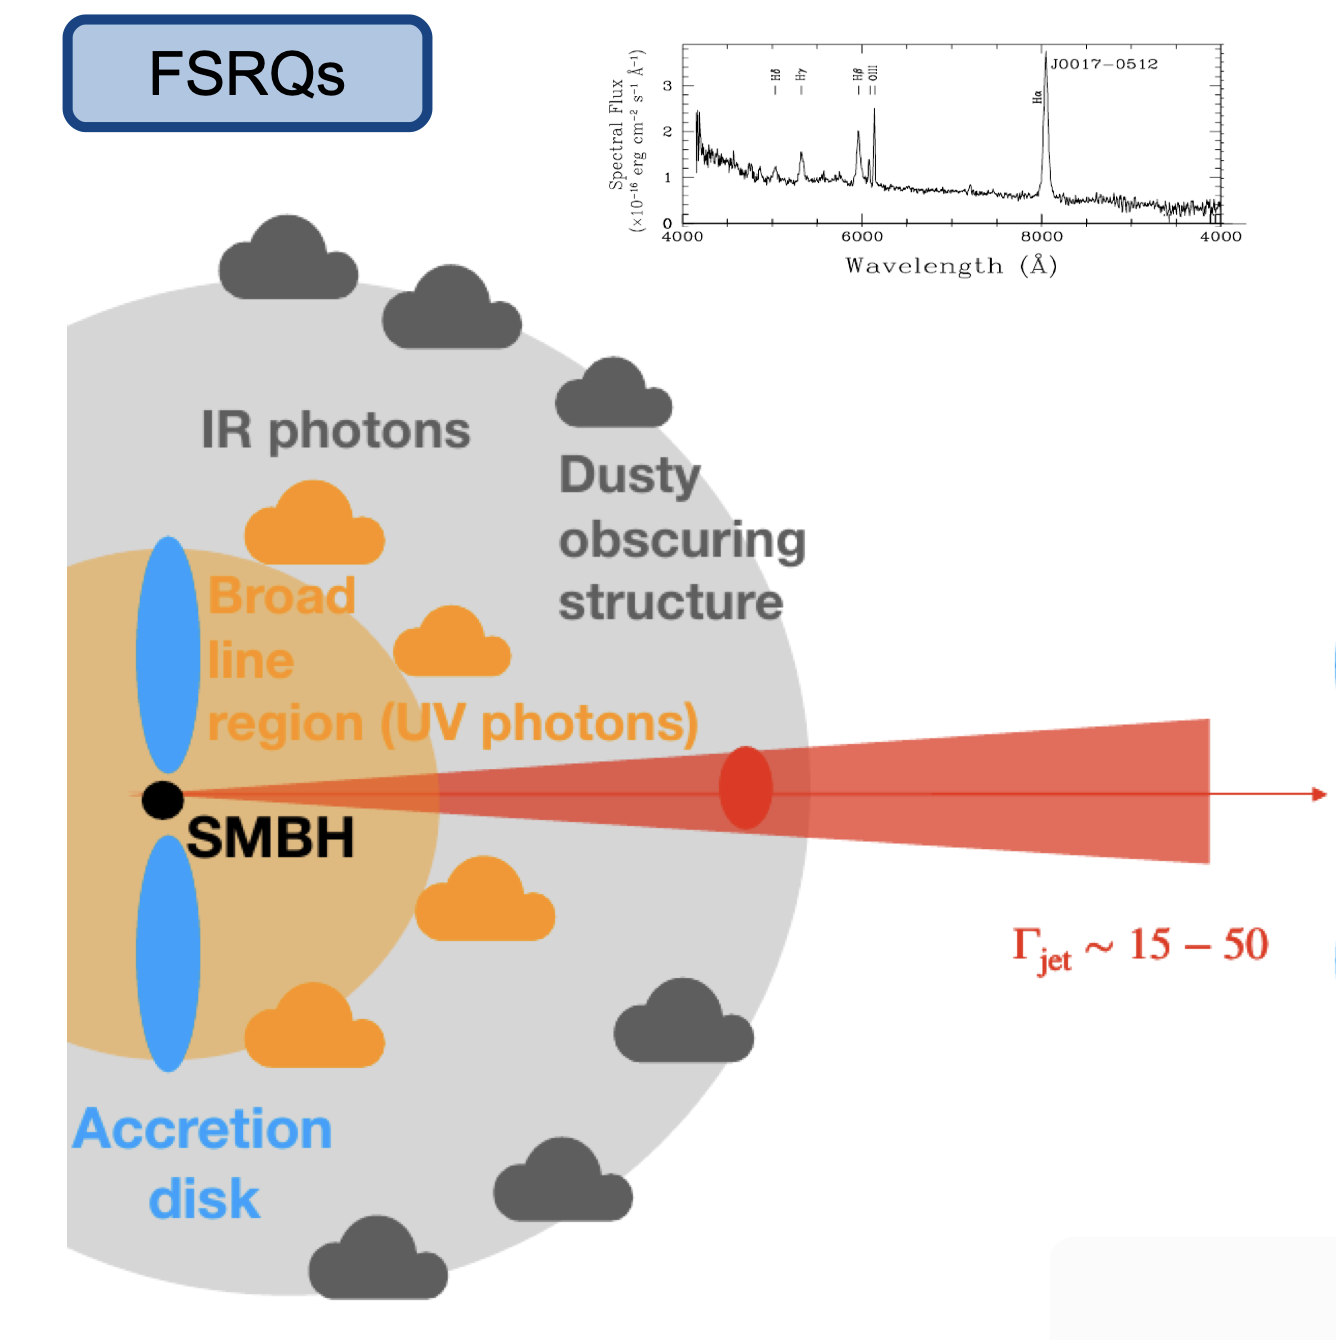 FSRQs
Spectral Flux
(×10⁻¹⁶ erg cm⁻² s⁻¹ Å⁻¹)
3
2
1
0
Hδ
Hγ
Hβ
OIII
Hα
J0017−0512
4000
6000
8000
4000
Wavelength (Å)
IR photons
Dusty
obscuring
structure
Broad
line
region (UV photons)
SMBH
Γjet ~ 15 − 50
Accretion
disk